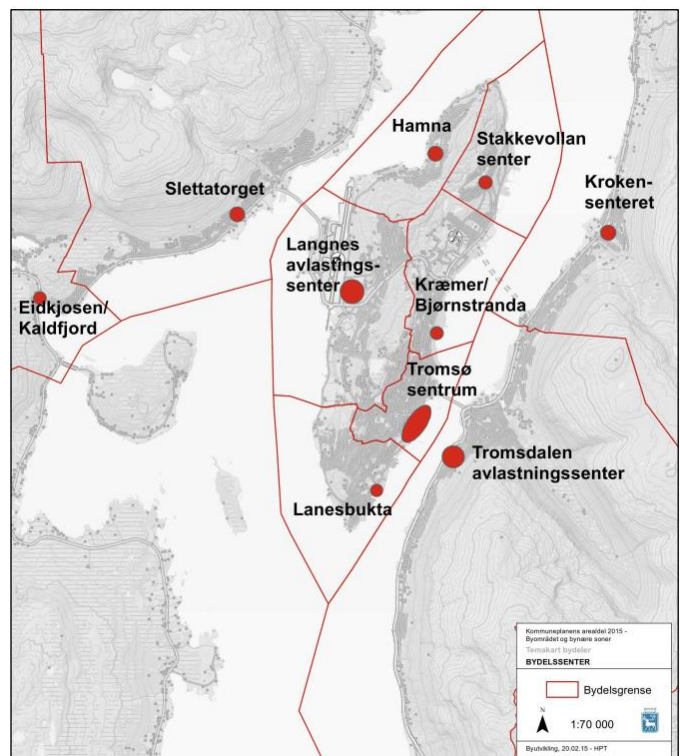 Hamna
Stakkevollan
senter
Kroken-
senteret
Slettatorget
Langnes
avlastings-
senter
Kræmer/
Bjørnstranda
Eidkjosen/
Kaldfjord
Tromsø
sentrum
Tromsdalen
avlastningssenter
Lanesbukta
Kommuneplanens arealdel 2015 -
Byområdet og bynære soner
Temakart bydeler
BYDELSSENTER
Bydelsgrense
N
1:70 000
Byutvikling, 20.02.15 - HPT